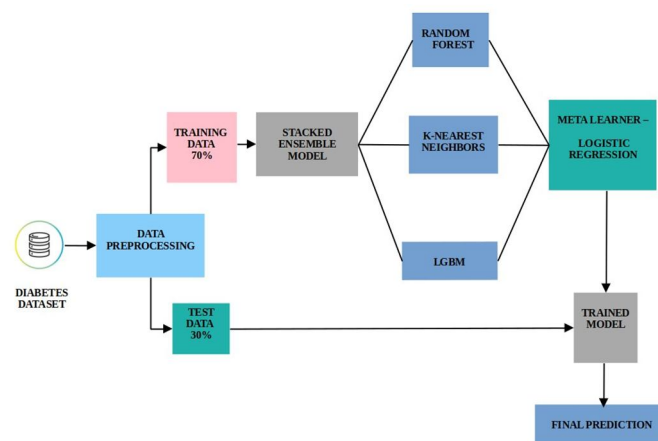 RANDOM
FOREST
TRAINING
DATA
70%
STACKED
ENSEMBLE
MODEL
K-NEAREST
NEIGHBORS
META LEARNER –
LOGISTIC
REGRESSION
DATA
PREPROCESSING
LGBM
DIABETES
DATASET
TEST
DATA
30%
TRAINED
MODEL
FINAL PREDICTION